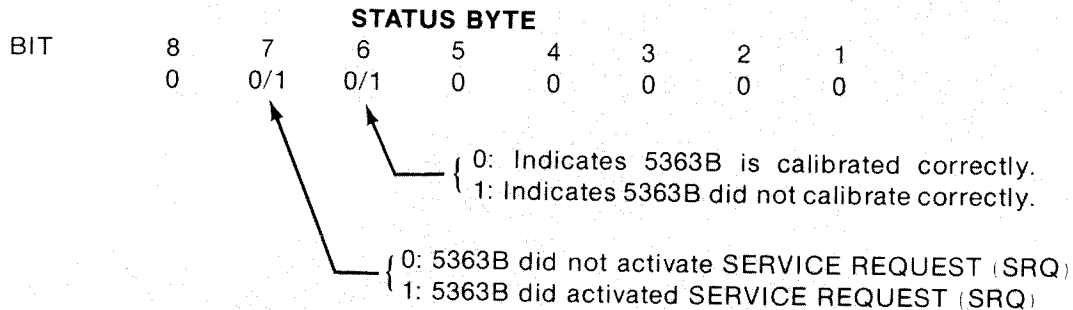 STATUS BYTE
BIT 8 7 6 5 4 3 2 1
0 0/1 0/1 0 0 0 0 0
0: Indicates 5363B is calibrated correctly.
1: Indicates 5363B did not calibrate correctly.
0: 5363B did not activate SERVICE REQUEST (SRQ)
1: 5363B did activated SERVICE REQUEST (SRQ)